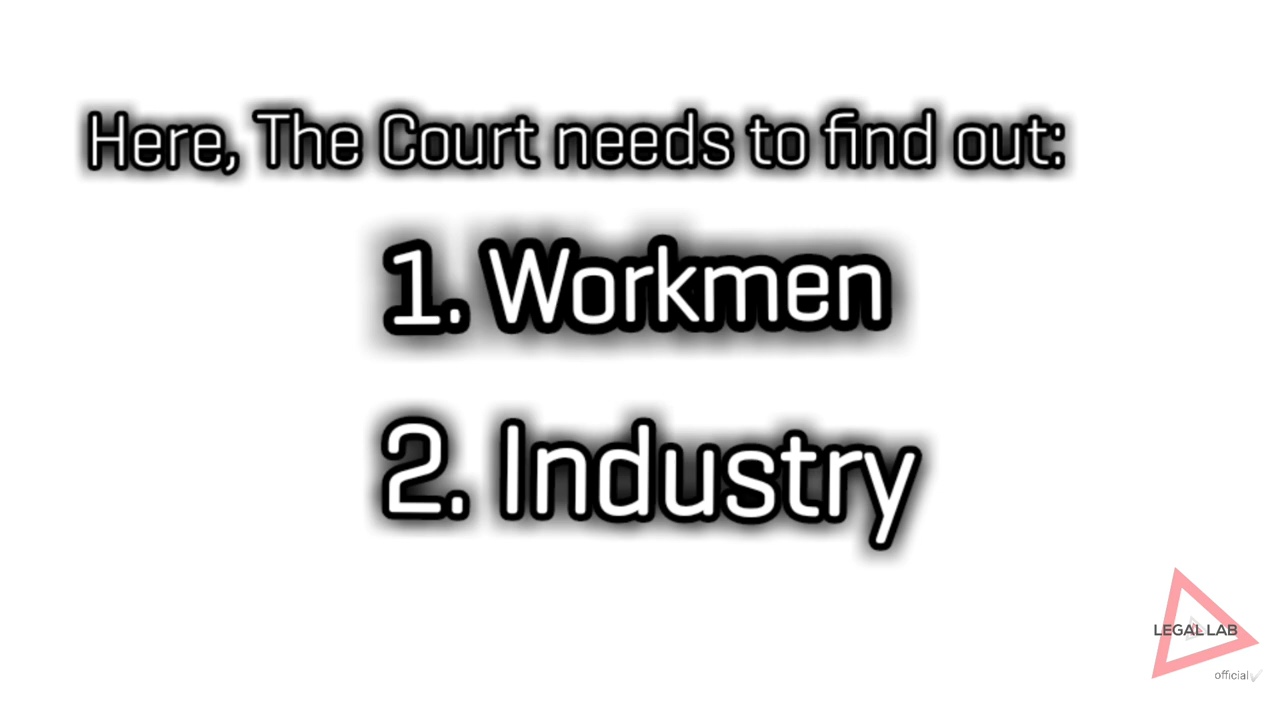 Here, The Court needs to find out:
1. Workmen
2. Industry
LEGAL LAB
official